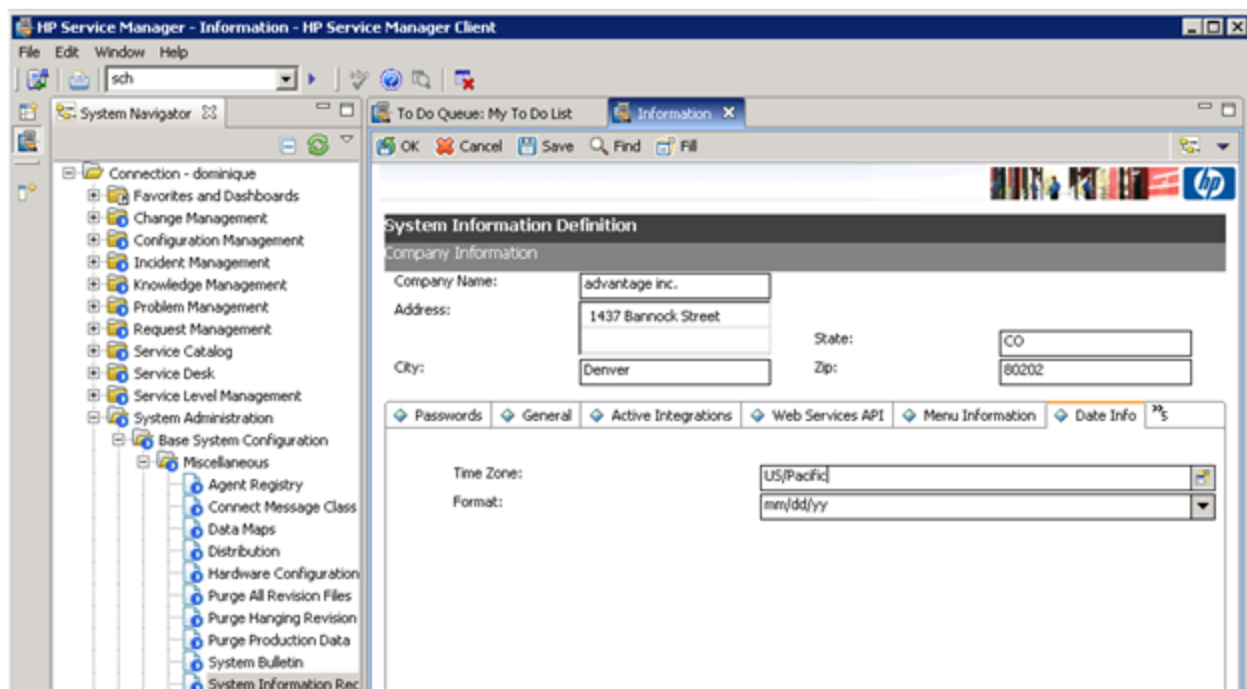 HP Service Manager - Information - HP Service Manager Client
File Edit Window Help
sch
System Navigator
To Do Queue: My To Do List
Information
OK Cancel Save Find Fill
Connection - dominique
Favorites and Dashboards
Change Management
Configuration Management
Incident Management
Knowledge Management
Problem Management
Request Management
Service Catalog
Service Desk
Service Level Management
System Administration
Base System Configuration
Miscellaneous
Agent Registry
Connect Message Class
Data Maps
Distribution
Hardware Configuration
Purge All Revision Files
Purge Hanging Revision
Purge Production Data
System Bulletin
System Information Rec
hp
System Information Definition
Company Information
Company Name: advantage inc.
Address: 1437 Bannock Street
State: CO
City: Denver Zip: 80202
Passwords General Active Integrations Web Services API Menu Information Date Info »5
Time Zone: US/Pacific
Format: mm/dd/yy